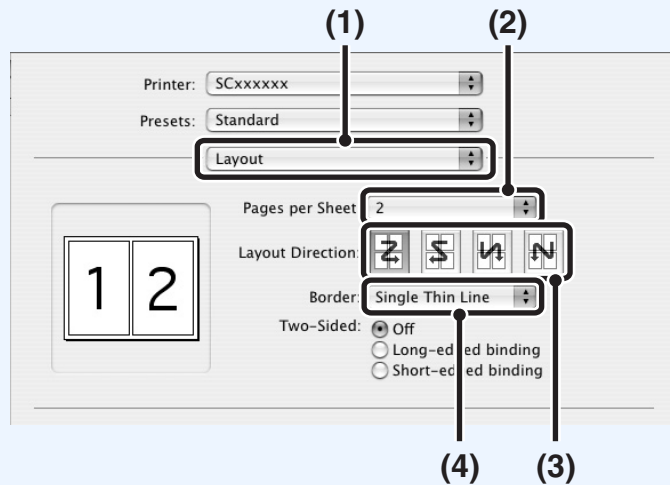 (1) (2)
Printer: SCxxxxxx
Presets: Standard
Layout
Pages per Sheet 2
Layout Direction:
1 2
Border: Single Thin Line
Two-Sided: Off
Long-edged binding
Short-edged binding
(4) (3)